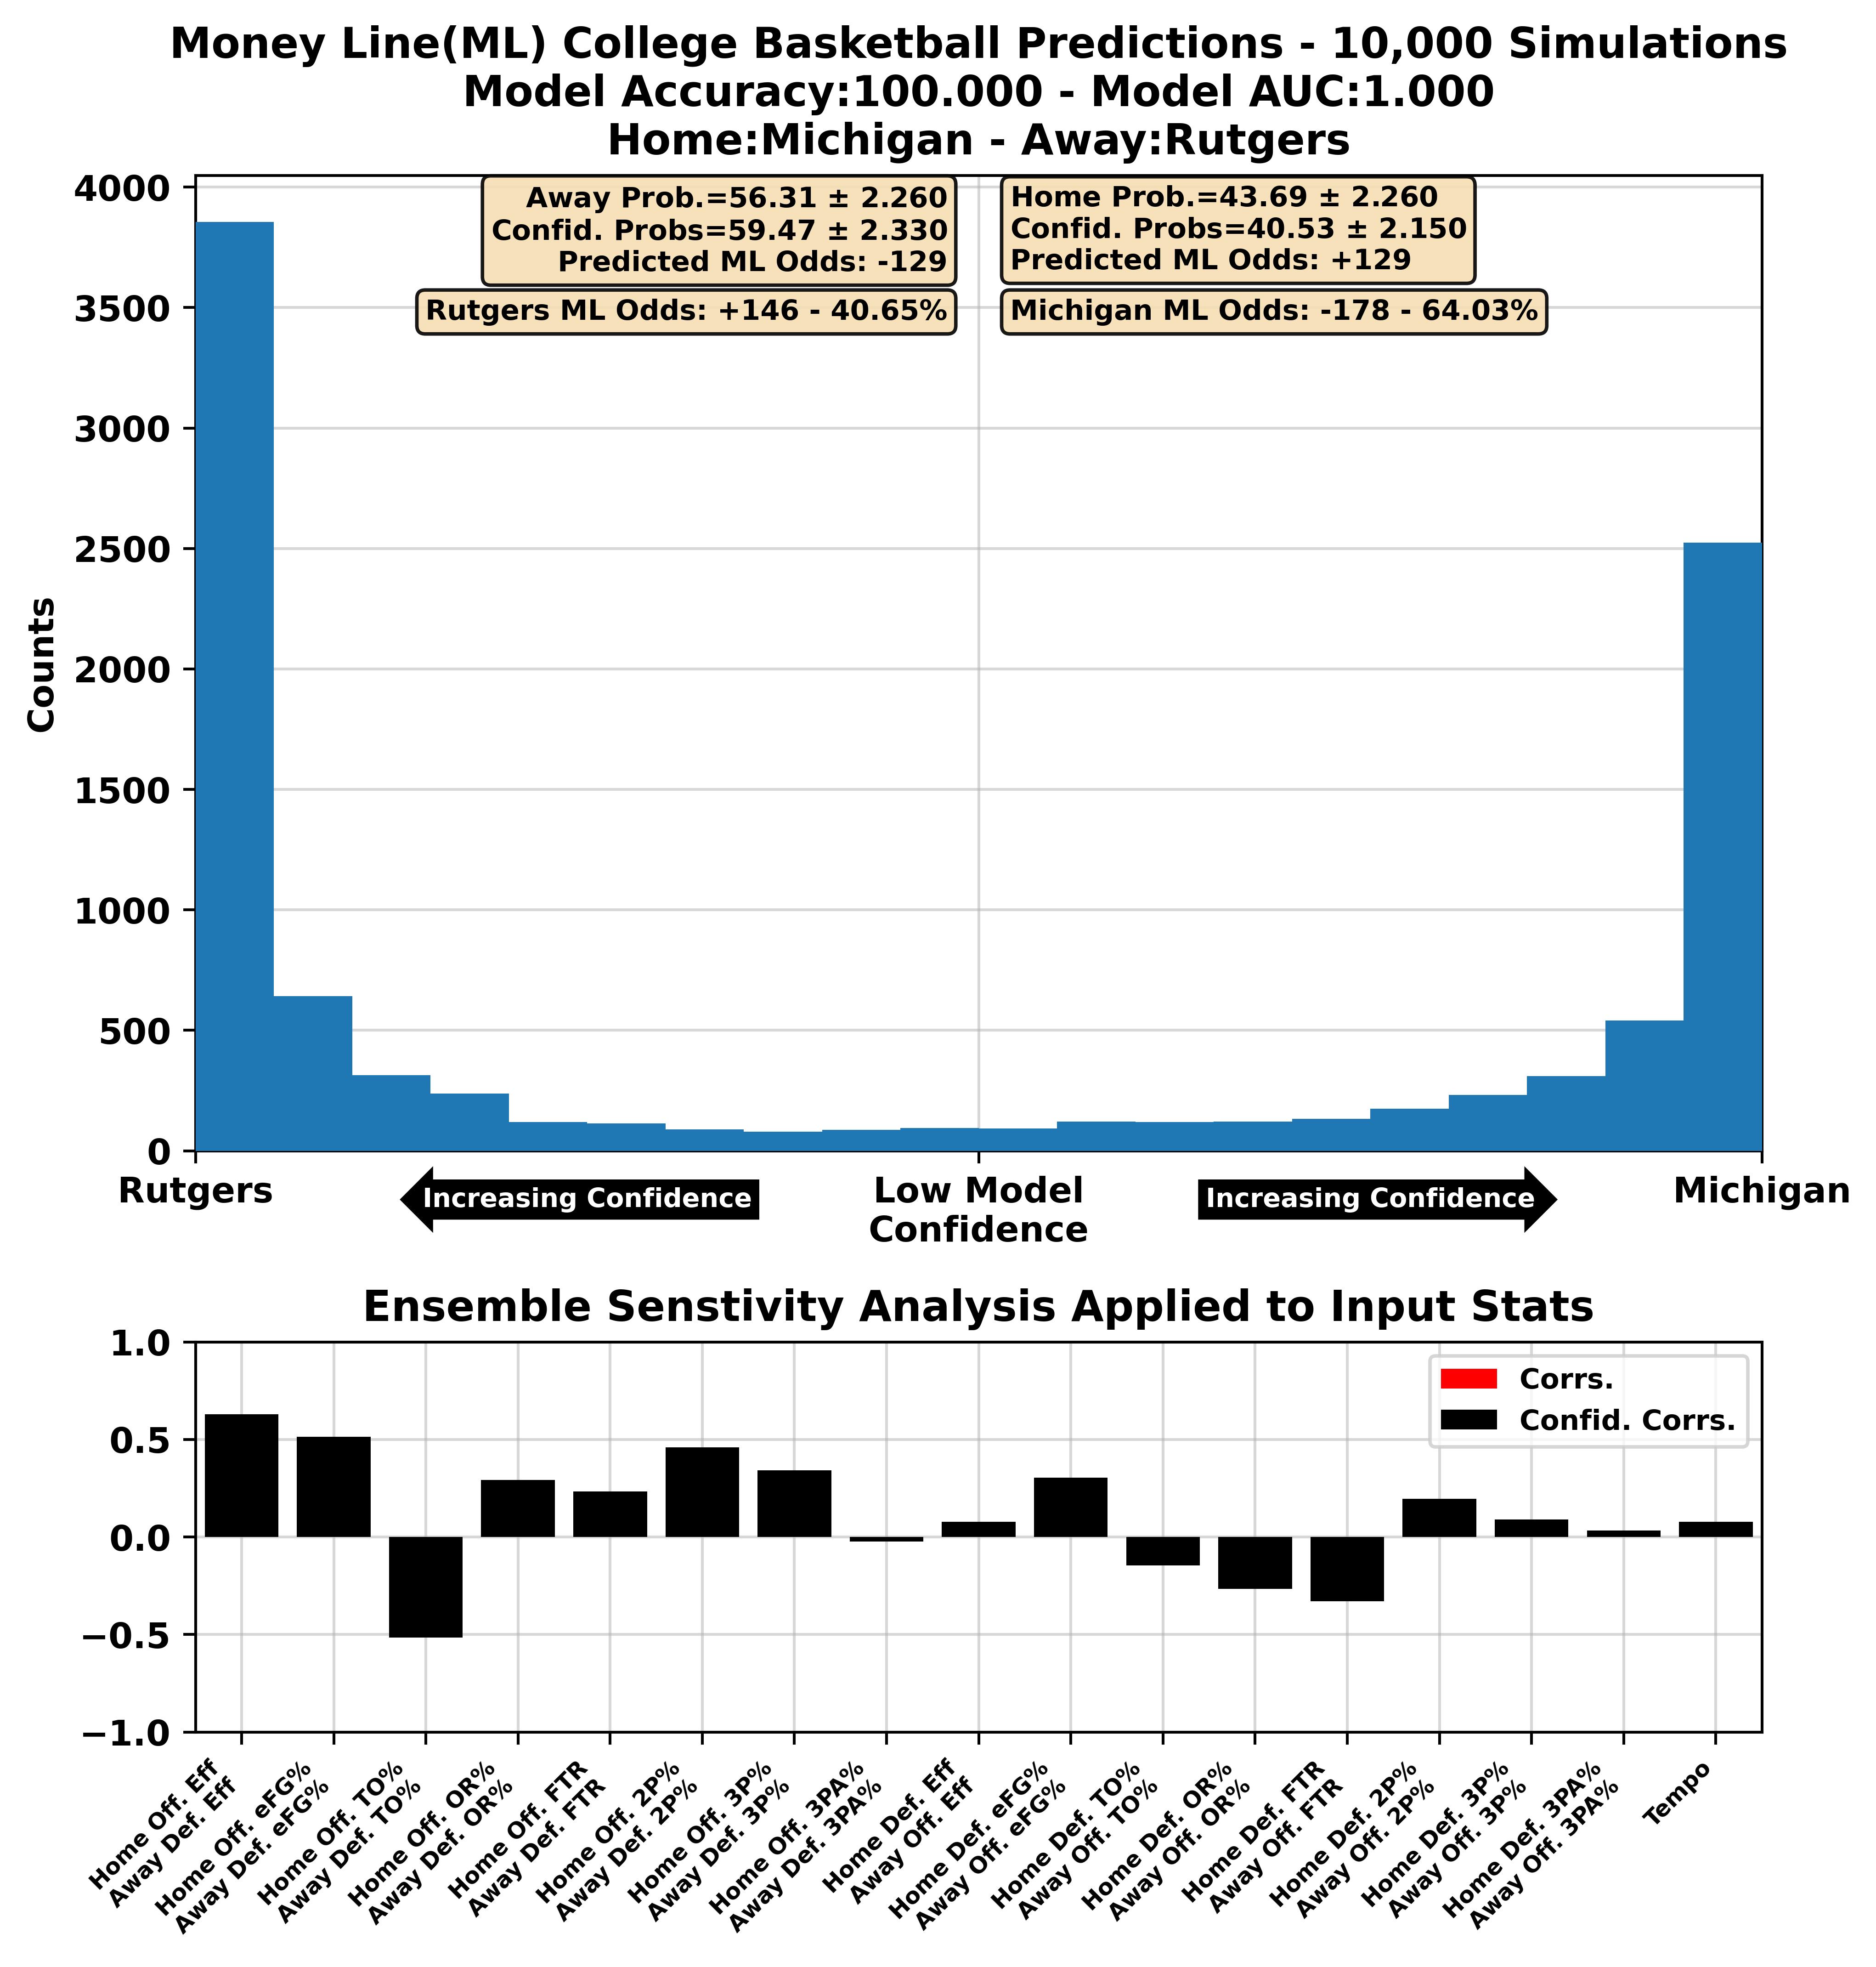 Money Line(ML) College Basketball Predictions - 10,000 Simulations
Model Accuracy:100.000 - Model AUC:1.000
Home:Michigan - Away:Rutgers
Away Prob.=56.31 ± 2.260
Confid. Probs=59.47 ± 2.330
Predicted ML Odds: -129
Home Prob.=43.69 ± 2.260
Confid. Probs=40.53 ± 2.150
Predicted ML Odds: +129
Rutgers ML Odds: +146 - 40.65%
Michigan ML Odds: -178 - 64.03%
4000
3500
3000
2500
2000
1500
1000
500
0
Counts
Rutgers
Increasing Confidence
Low Model
Confidence
Increasing Confidence
Michigan
Ensemble Senstivity Analysis Applied to Input Stats
1.0
0.5
0.0
−0.5
−1.0
Corrs.
Confid. Corrs.
Home Off. Eff
Away Def. Eff
Home Off. eFG%
Away Def. eFG%
Home Off. TO%
Away Def. TO%
Home Off. OR%
Away Def. OR%
Home Off. FTR
Away Def. FTR
Home Off. 2P%
Away Def. 2P%
Home Off. 3P%
Away Def. 3P%
Home Off. 3PA%
Away Def. 3PA%
Home Def. Eff
Away Off. Eff
Home Def. eFG%
Away Off. eFG%
Home Def. TO%
Away Off. TO%
Home Def. OR%
Away Off. OR%
Home Def. FTR
Away Off. FTR
Home Def. 2P%
Away Off. 2P%
Home Def. 3P%
Away Off. 3P%
Home Def. 3PA%
Away Off. 3PA%
Tempo